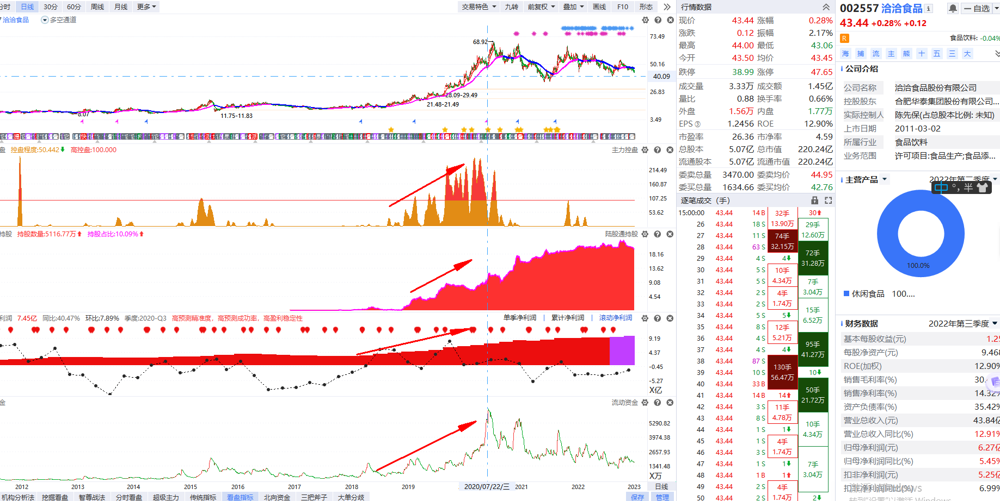 分时 日线 30分 60分 周线 月线 更多
交易特色 九转 前复权 叠加 画线 F10 形态
洽洽食品 多空通道
73.49
50.16
40.09
26.83
3.49
68.92
28.09-29.49
21.48-21.49
11.75-11.83
8.07
盘 控盘程度:50.442 高控盘:100.000
主力控盘
214.49
160.87
107.25
53.62
持股 持股数量:5116.77万 持股占比:10.09%
陆股通持股
18.16
13.62
9.08
4.54
利润 7.45亿 同比:40.47% 环比:7.89% 季度:2020-Q3 高预测精准度，高预测成功率，高盈利稳定性
单季净利润 | 累计净利润 | 滚动净利润
9.19
4.37
-0.45
-5.27
X亿
金
流动资金
5290.82
3974.38
2657.93
1341.48
X万
2012 2013 2014 2015 2016 2017 2018 2019 2020/07/22/三 2021 2022 2023 日线
机构分析法 挖掘看盘 智尊战法 分时看盘 超级主力 传统指标 看盘指标 北向资金 三把斧子 大单分歧 保存 管理
行情数据
现价 43.44 涨幅 0.28%
涨跌 0.12 振幅 2.17%
最高 44.00 最低 43.06
今开 43.50 均价 43.45
跌停 38.99 涨停 47.65
成交量 3.33万 成交额 1.45亿
量比 0.88 换手率 0.66%
外盘 1.56万 内盘 1.77万
EPS③ 1.2456 ROE 12.90%
市盈率 26.36 市净率 4.59
总股本 5.07亿 总市值 220.24亿
流通股本 5.07亿 流通市值 220.24亿
委卖总量 3470.00 委卖均价 44.95
委买总量 1634.66 委买均价 42.76
逐笔成交（手）
15:00:00 43.44 14 B
26 43.44 18 S
27 43.44 11 S
28 43.44 63 S
29 43.44 4 S
30 43.44 5 S
31 43.44 5 S
32 43.44 2 S
33 43.44 2 S
34 43.44 5 S
35 43.44 8 S
36 43.44 4 S
37 43.44 4 S
38 43.44 87 S
39 43.44 10 S
40 43.44 33 B
41 43.44 14 B
42 43.44 3 S
43 43.44 8 S
44 43.44 1 S
45 43.44 1 S
46 43.44 3 S
47 43.44 1 S
48 43.44 1 B
49 43.44 2 S
50 43.44 2 S
32手
13.90万
74手
32.15万
4
10手
4.34万
4手
1.74万
5
12手
5.21万
4
130手
56.47万
14
11手
4.78万
1
4手
1.74万
1
1
4手
1.74万
30
29手
12.60万
72手
31.28万
7手
3.04万
15手
6.52万
95手
41.27万
10
50手
21.72万
10手
4.34万
7手
3.04万
2
002557 洽洽食品 自选
43.44 +0.28% +0.12
R 食品饮料: -0.04%
海 捕 流 主 熊 十 五 三 大
公司介绍
公司名称 洽洽食品股份有限公司
控股股东 合肥华泰集团股份有限公司...
实际控制人 陈先保(占总股本比例: 未知)
上市日期 2011-03-02
所属行业 食品饮料
业务范围 许可项目:食品生产;食品添...
主营产品 2022年第二季度
中 °, 半
100.0%
休闲食品 100....
财务数据 2022年第三季度
基本每股收益(元) 1.25
每股净资产(元) 9.468
ROE(加权) 12.90%
销售毛利率(%) 30.
销售净利率(%) 14.32%
资产负债率(%) 35.42%
营业总收入(元) 43.84亿
营业总收入同比(%) 12.91%
归母净利润(元) 6.27亿
归母净利润同比(%) 5.45%
扣非净利润(元) 5.25亿
扣非净利润同比(%) 6.99%
激活 Windows
转到"设置"以激活 Windows